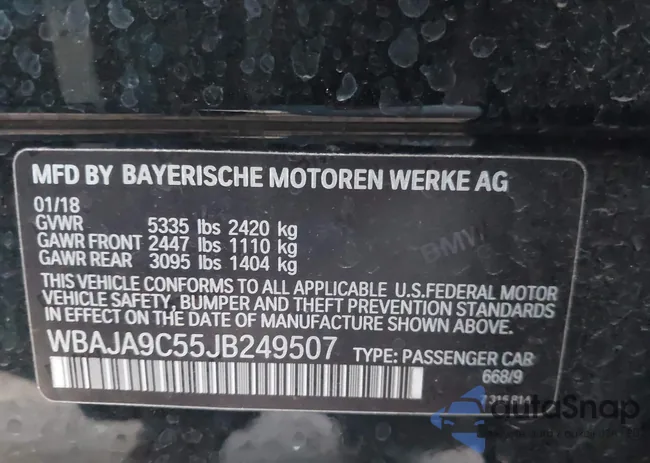 MFD BY BAYERISCHE MOTOREN WERKE AG
01/18
GVWR 5335 lbs 2420 kg
GAWR FRONT 2447 lbs 1110 kg
GAWR REAR 3095 lbs 1404 kg
THIS VEHICLE CONFORMS TO ALL APPLICABLE U.S.FEDERAL MOTOR
VEHICLE SAFETY, BUMPER AND THEFT PREVENTION STANDARDS
IN EFFECT ON THE DATE OF MANUFACTURE SHOWN ABOVE.
WBAJA9C55JB249507 TYPE: PASSENGER CAR
668/9
BMW
autoSnap